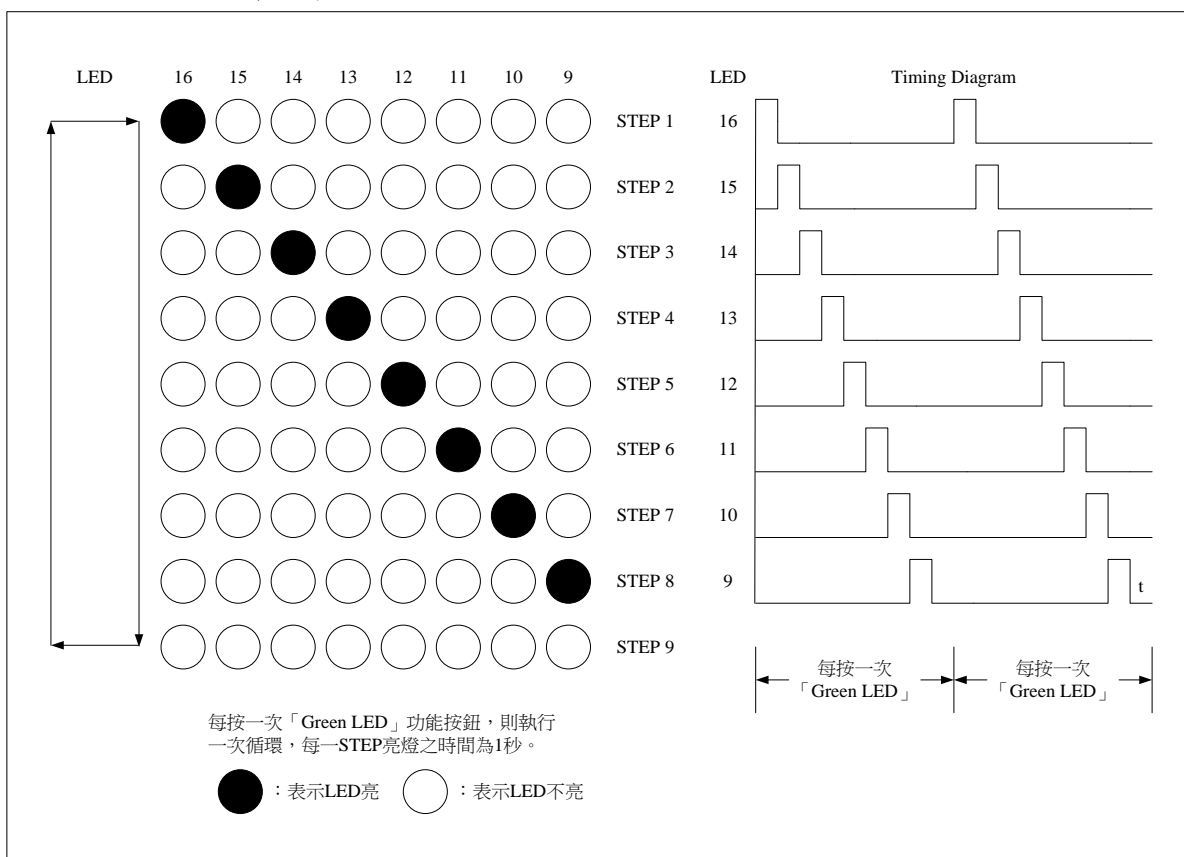 LED 16 15 14 13 12 11 10 9 LED Timing Diagram
STEP 1 16
STEP 2 15
STEP 3 14
STEP 4 13
STEP 5 12
STEP 6 11
STEP 7 10
STEP 8 9 t
STEP 9
每按一次
「Green LED」
每按一次
「Green LED」
每按一次「Green LED」功能按鈕，則執行
一次循環，每一STEP亮燈之時間為1秒。
：表示LED亮 ：表示LED不亮